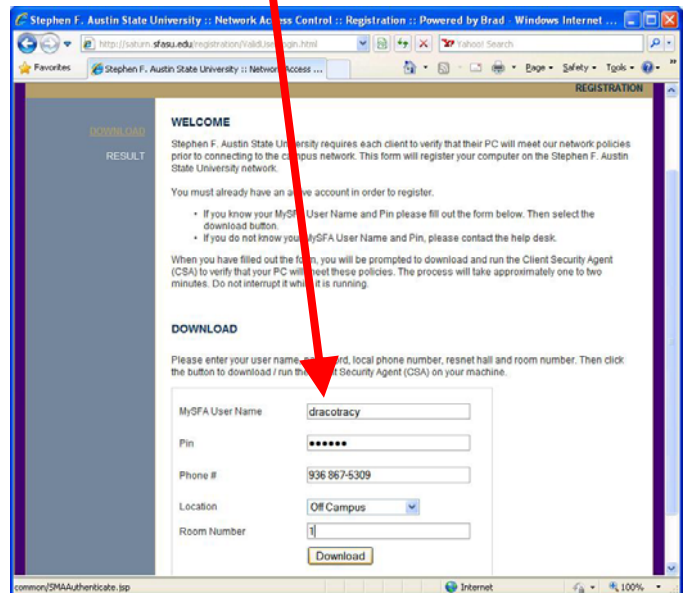 Stephen F. Austin State University :: Network Access Control :: Registration :: Powered by Brad - Windows Internet ...
http://saturn.sfasu.edu/registration/ValidUserLogin.html
Yahoo! Search
Favorites
Stephen F. Austin State University :: Network Access ...
Page
Safety
Tools
REGISTRATION
DOWNLOAD
RESULT
WELCOME
Stephen F. Austin State University requires each client to verify that their PC will meet our network policies
prior to connecting to the campus network. This form will register your computer on the Stephen F. Austin
State University network.
You must already have an active account in order to register.
• If you know your MySFA User Name and Pin please fill out the form below. Then select the
download button.
• If you do not know your MySFA User Name and Pin, please contact the help desk.
When you have filled out the form, you will be prompted to download and run the Client Security Agent
(CSA) to verify that your PC will meet these policies. The process will take approximately one to two
minutes. Do not interrupt it while it is running.
DOWNLOAD
Please enter your user name, password, local phone number, resnet hall and room number. Then click
the button to download / run the Client Security Agent (CSA) on your machine.
MySFA User Name
dracotracy
Pin
••••••
Phone #
936 867-5309
Location
Off Campus
Room Number
1
Download
common/SMAAuthenticate.jsp
Internet
100%